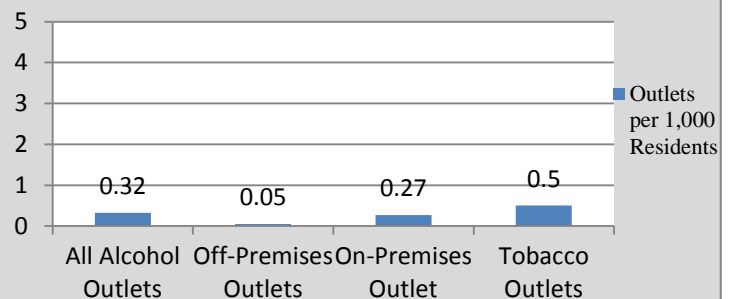 5
4
3
2
1
0
0.32
0.05
0.27
0.5
All Alcohol Outlets
Off-Premises Outlets
On-Premises Outlet
Tobacco Outlets
Outlets
per 1,000
Residents